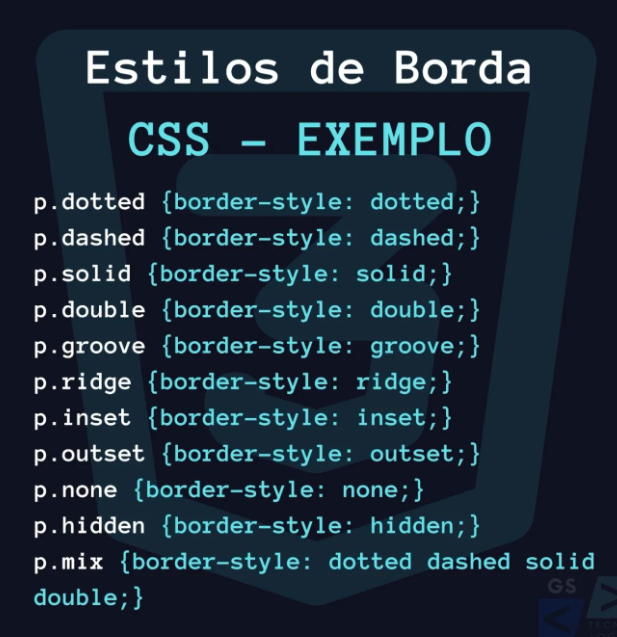 Estilos de Borda
CSS – EXEMPLO
p.dotted {border-style: dotted;}
p.dashed {border-style: dashed;}
p.solid {border-style: solid;}
p.double {border-style: double;}
p.groove {border-style: groove;}
p.ridge {border-style: ridge;}
p.inset {border-style: inset;}
p.outset {border-style: outset;}
p.none {border-style: none;}
p.hidden {border-style: hidden;}
p.mix {border-style: dotted dashed solid
double;}
GS